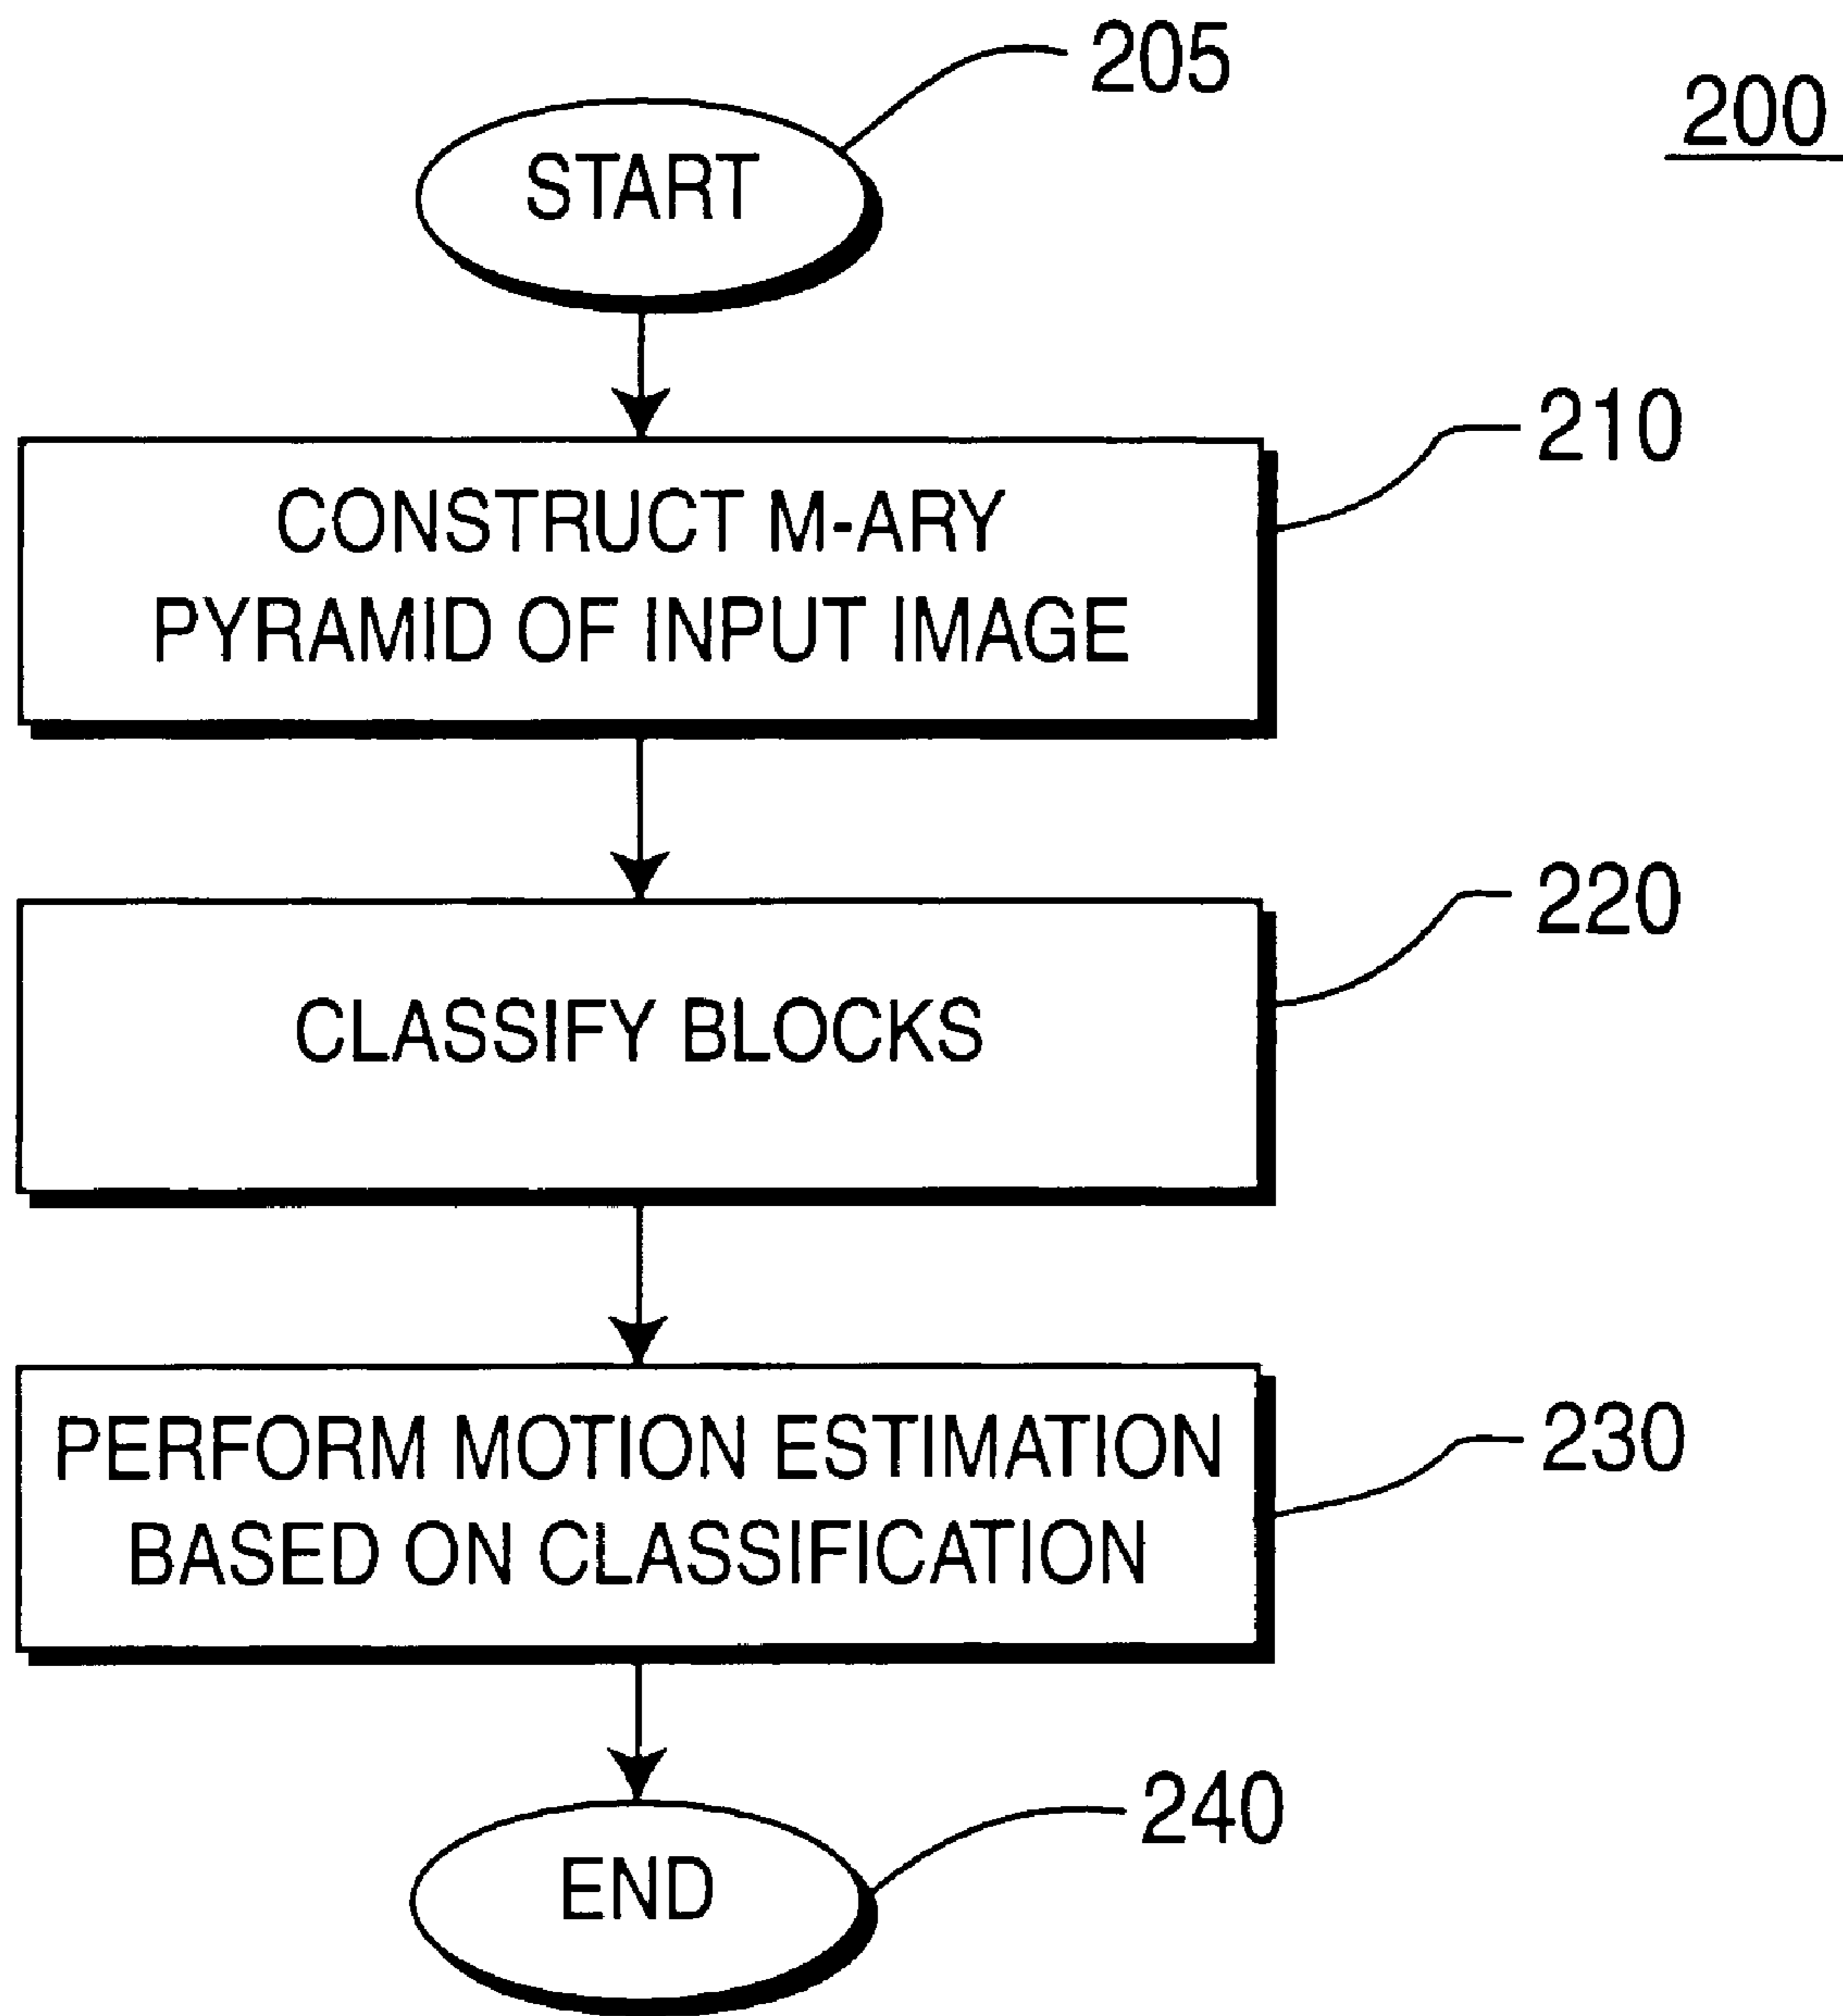 205
200
START
210
CONSTRUCT M-ARY
PYRAMID OF INPUT IMAGE
220
CLASSIFY BLOCKS
230
PERFORM MOTION ESTIMATION
BASED ON CLASSIFICATION
240
END